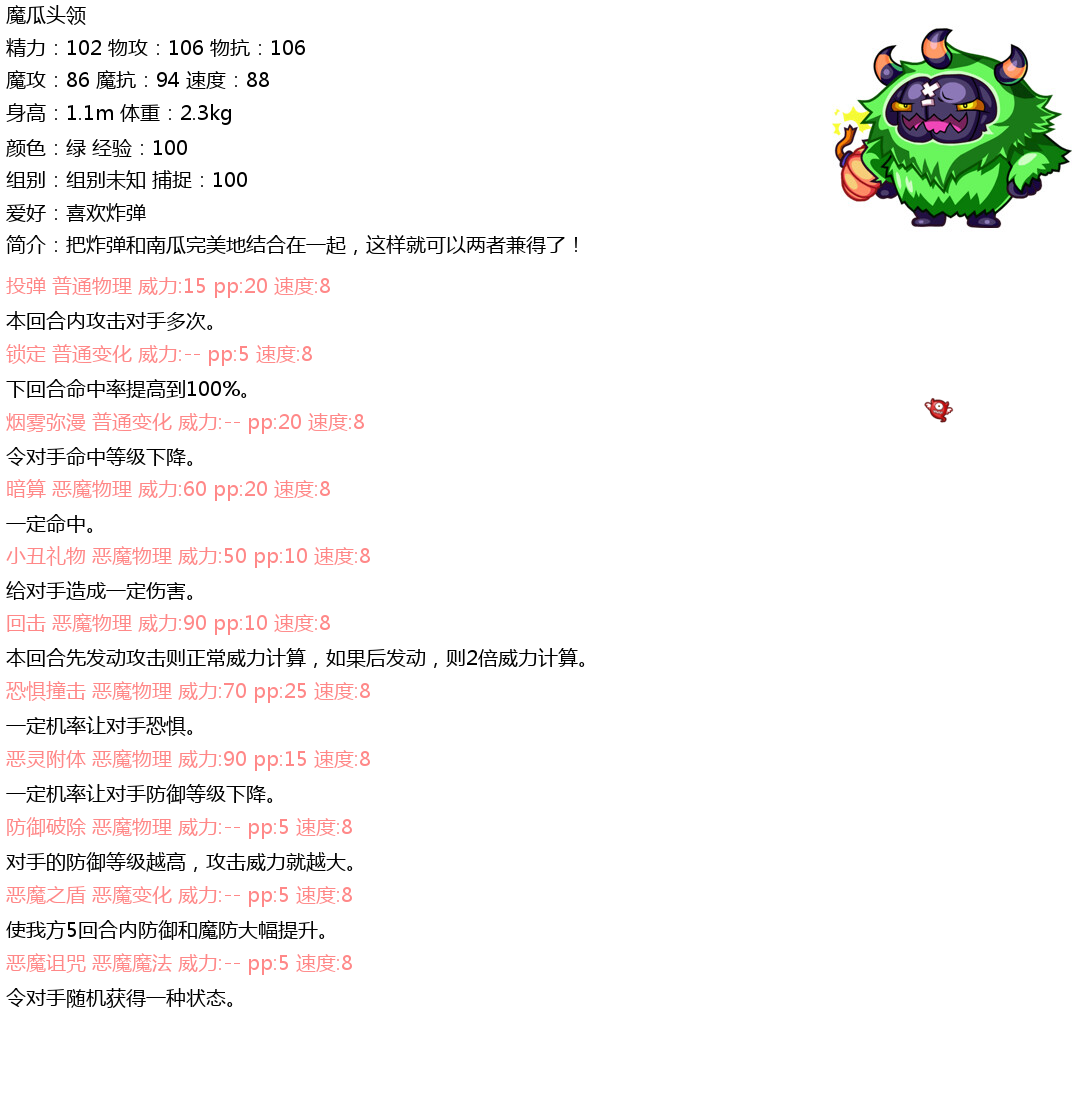 魔瓜头领
精力：102 物攻：106 物抗：106
魔攻：86 魔抗：94 速度：88
身高：1.1m 体重：2.3kg
颜色：绿 经验：100
组别：组别未知 捕捉：100
爱好：喜欢炸弹
简介：把炸弹和南瓜完美地结合在一起，这样就可以两者兼得了！
投弹 普通物理 威力:15 pp:20 速度:8
本回合内攻击对手多次。
锁定 普通变化 威力:-- pp:5 速度:8
下回合命中率提高到100%。
烟雾弥漫 普通变化 威力:-- pp:20 速度:8
令对手命中等级下降。
暗算 恶魔物理 威力:60 pp:20 速度:8
一定命中。
小丑礼物 恶魔物理 威力:50 pp:10 速度:8
给对手造成一定伤害。
回击 恶魔物理 威力:90 pp:10 速度:8
本回合先发动攻击则正常威力计算，如果后发动，则2倍威力计算。
恐惧撞击 恶魔物理 威力:70 pp:25 速度:8
一定机率让对手恐惧。
恶灵附体 恶魔物理 威力:90 pp:15 速度:8
一定机率让对手防御等级下降。
防御破除 恶魔物理 威力:-- pp:5 速度:8
对手的防御等级越高，攻击威力就越大。
恶魔之盾 恶魔变化 威力:-- pp:5 速度:8
使我方5回合内防御和魔防大幅提升。
恶魔诅咒 恶魔魔法 威力:-- pp:5 速度:8
令对手随机获得一种状态。